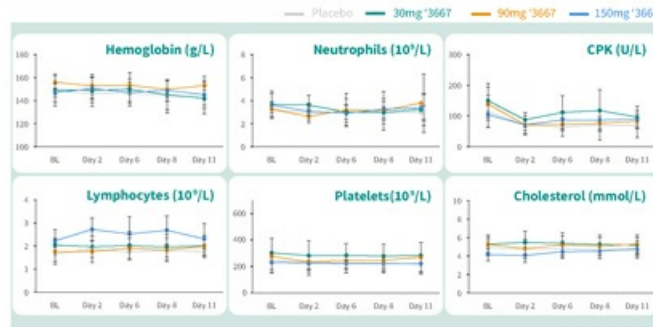 Placebo 30mg '3667 90mg '3667 150mg '366
Hemoglobin (g/L)
180
160
140
120
100
BL Day 2 Day 6 Day 8 Day 11
Neutrophils (10⁹/L)
8
6
4
2
0
BL Day 2 Day 6 Day 8 Day 11
CPK (U/L)
300
200
100
0
BL Day 2 Day 6 Day 8 Day 11
Lymphocytes (10⁹/L)
4
3
2
1
0
BL Day 2 Day 6 Day 8 Day 11
Platelets(10⁹/L)
600
400
200
0
BL Day 2 Day 6 Day 8 Day 11
Cholesterol (mmol/L)
10
8
6
4
2
0
BL Day 2 Day 6 Day 8 Day 11